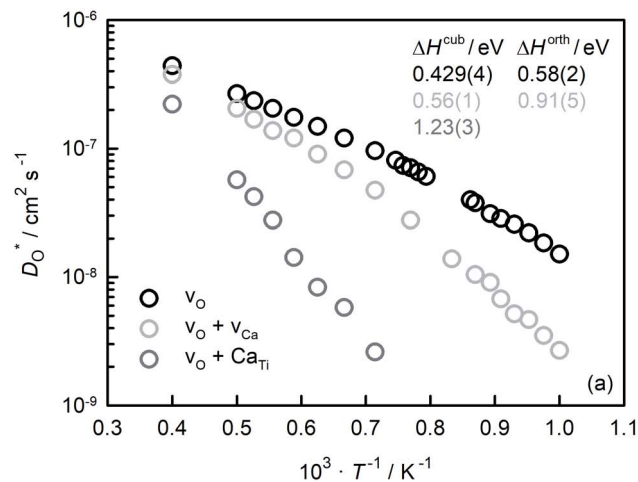 10⁻⁶
10⁻⁷
10⁻⁸
10⁻⁹
D_O* / cm² s⁻¹
ΔH^cub / eV ΔH^orth / eV
0.429(4) 0.58(2)
0.56(1) 0.91(5)
1.23(3)
v_O
v_O + v_Ca
v_O + Ca_Ti
(a)
0.3 0.4 0.5 0.6 0.7 0.8 0.9 1.0 1.1
10³ · T⁻¹ / K⁻¹